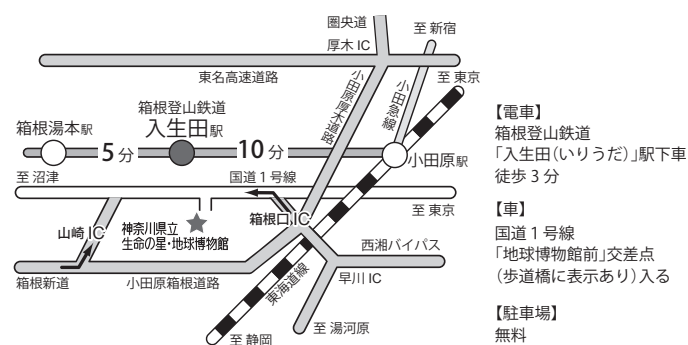 圏央道
厚木 IC
至 新宿
東名高速道路
小田原厚木道路
小田急線
至 東京
箱根登山鉄道
箱根湯本駅
入生田駅
5 分
10 分
小田原駅
至 沼津
国道 1 号線
至 東京
山崎 IC
神奈川県立
生命の星・地球博物館
箱根口 IC
西湘バイパス
箱根新道
小田原箱根道路
東海道線
早川 IC
至 湯河原
至 静岡
【電車】
箱根登山鉄道
「入生田(いりうだ)」駅下車
徒歩 3 分
【車】
国道 1 号線
「地球博物館前」交差点
(歩道橋に表示あり)入る
【駐車場】
無料